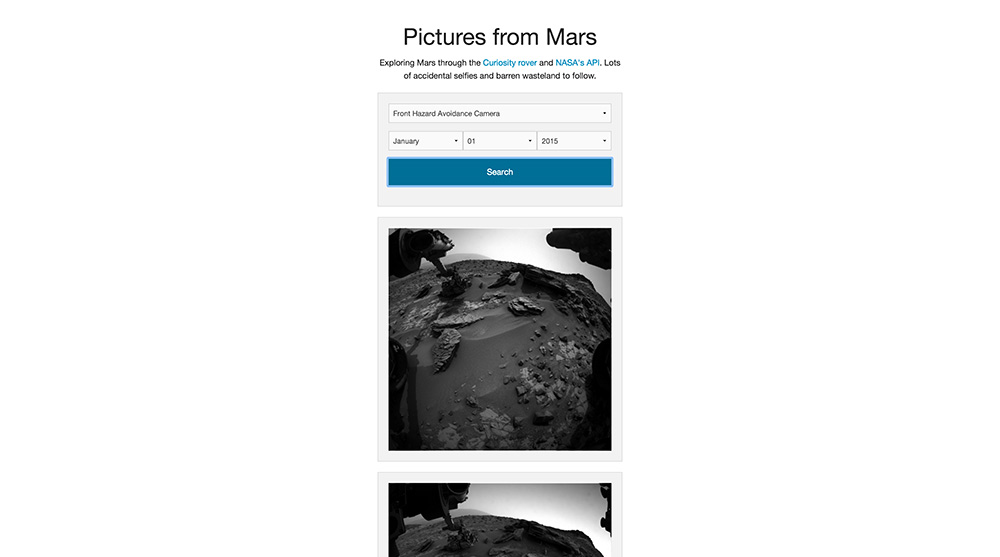 Pictures from Mars
Exploring Mars through the Curiosity rover and NASA's API. Lots
of accidental selfies and barren wasteland to follow.
Front Hazard Avoidance Camera
January 01 2015
Search